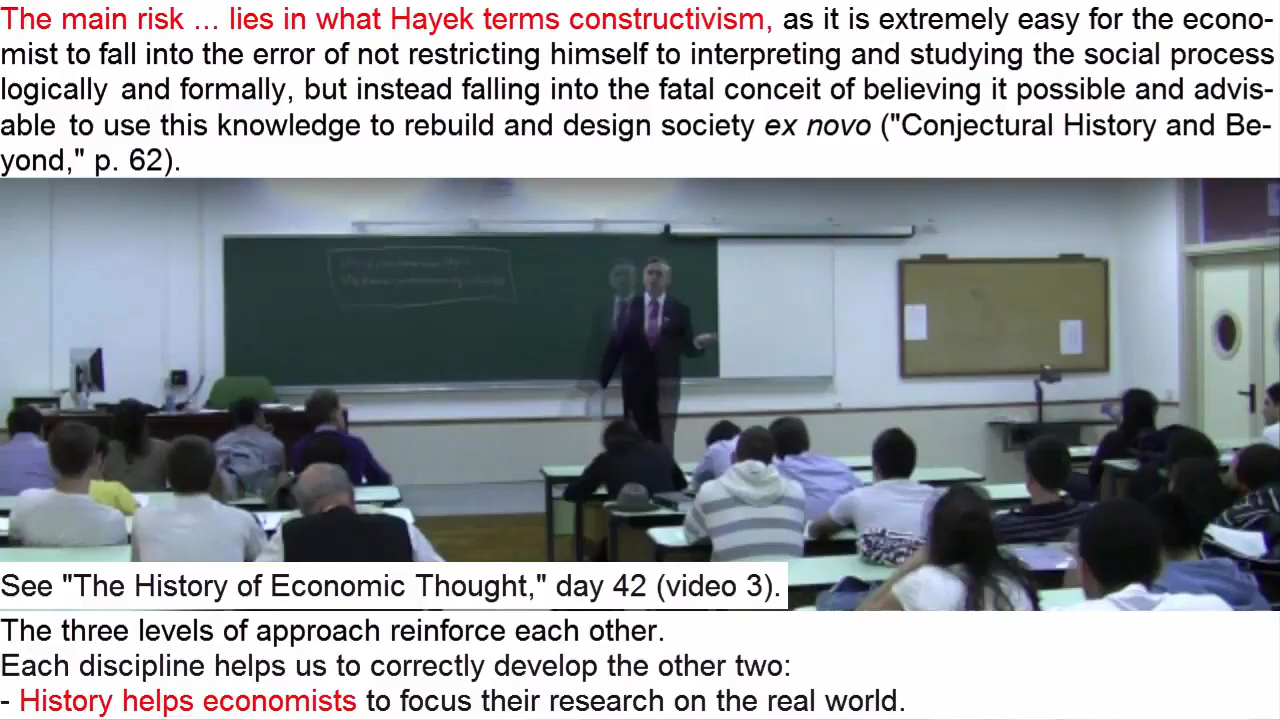 The main risk ... lies in what Hayek terms constructivism, as it is extremely easy for the econo-
mist to fall into the error of not restricting himself to interpreting and studying the social process
logically and formally, but instead falling into the fatal conceit of believing it possible and advis-
able to use this knowledge to rebuild and design society ex novo ("Conjectural History and Be-
yond," p. 62).
See "The History of Economic Thought," day 42 (video 3).
The three levels of approach reinforce each other.
Each discipline helps us to correctly develop the other two:
- History helps economists to focus their research on the real world.